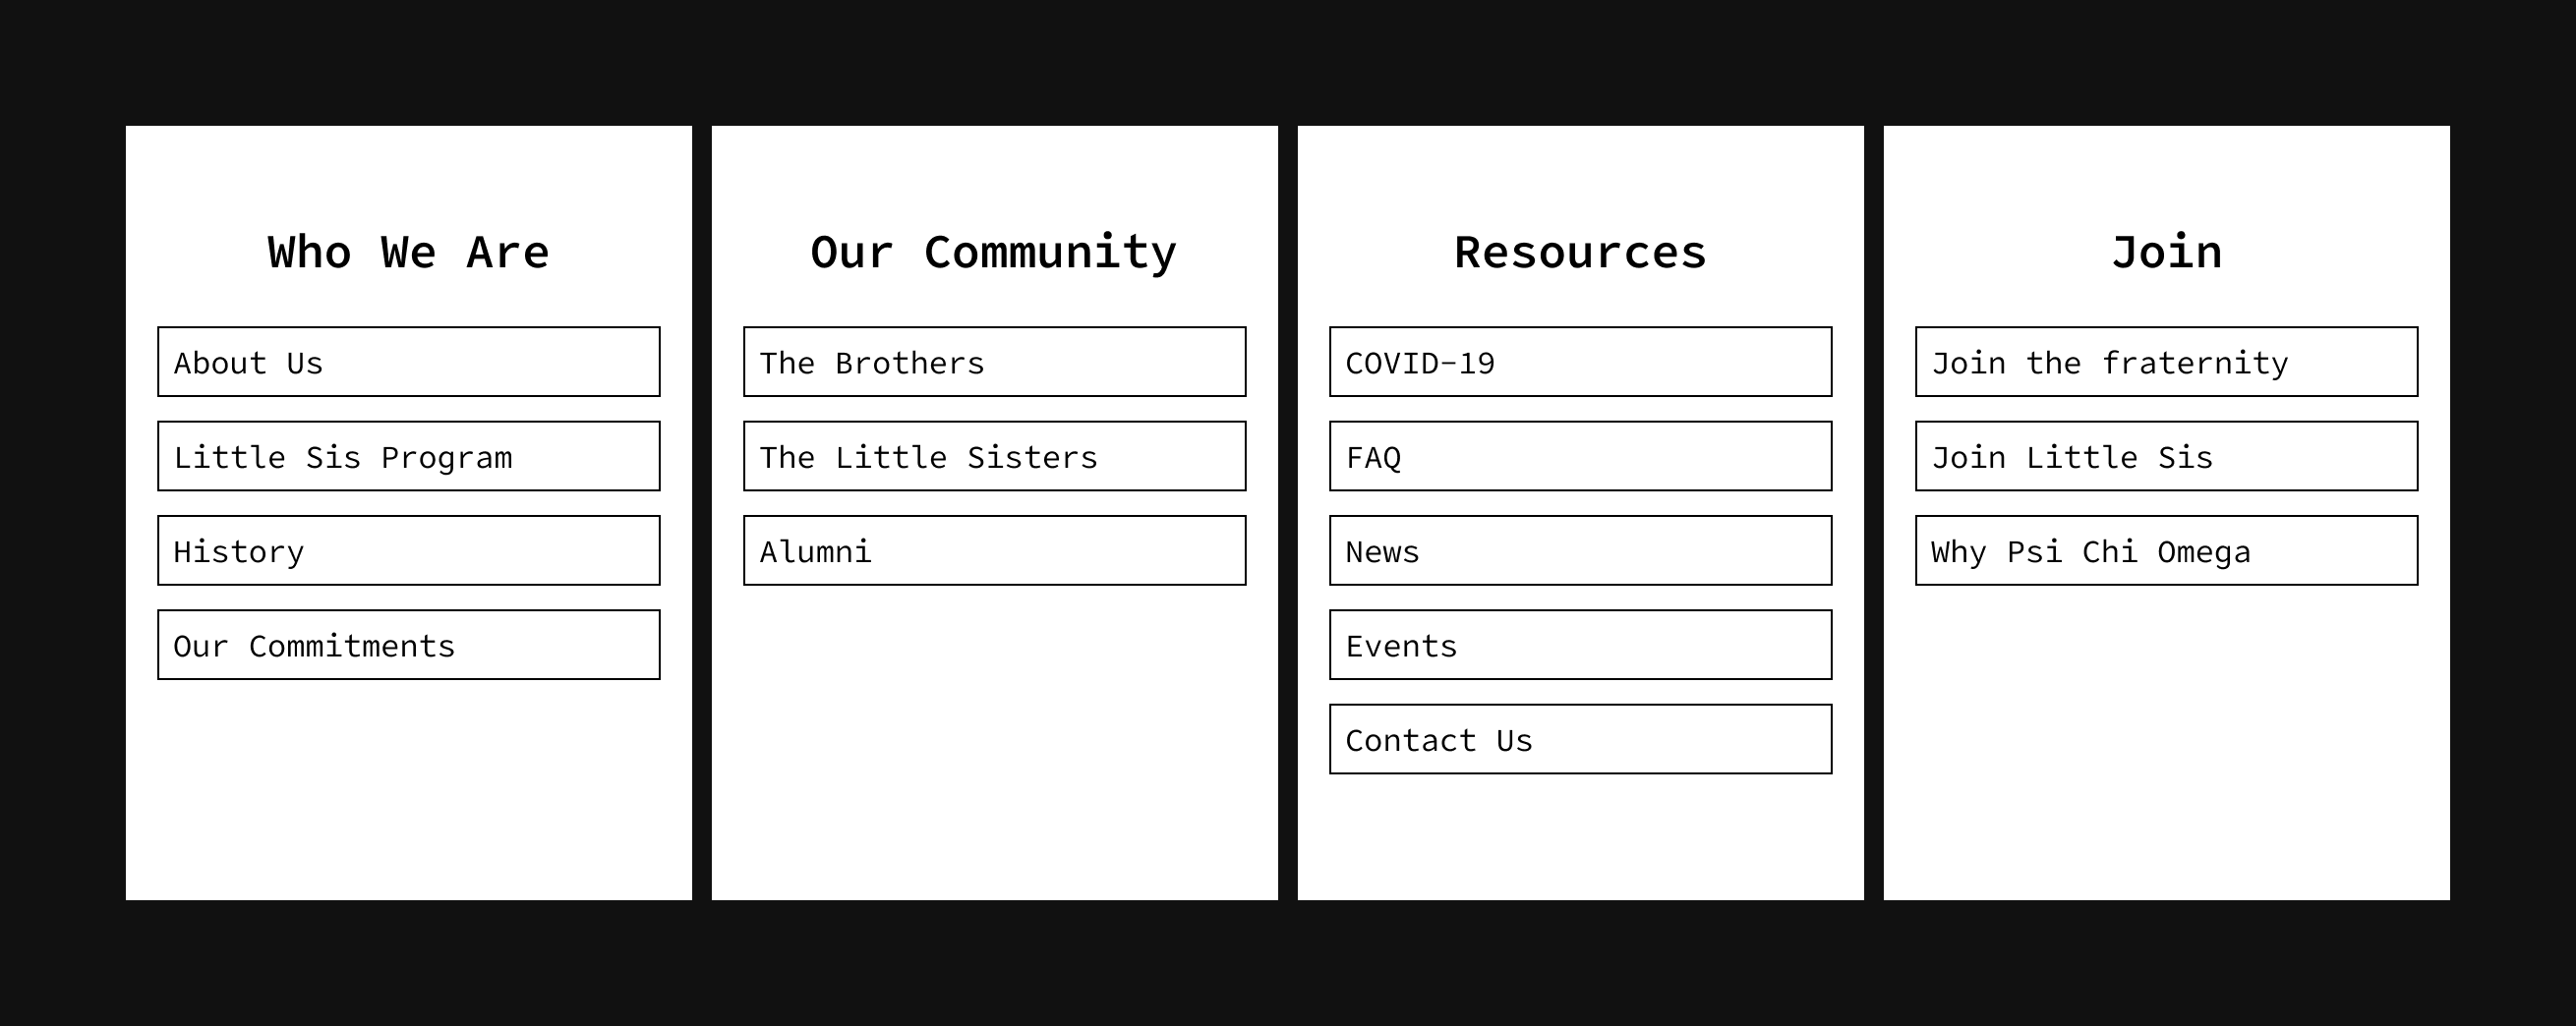 Who We Are
About Us
Little Sis Program
History
Our Commitments
Our Community
The Brothers
The Little Sisters
Alumni
Resources
COVID-19
FAQ
News
Events
Contact Us
Join
Join the fraternity
Join Little Sis
Why Psi Chi Omega